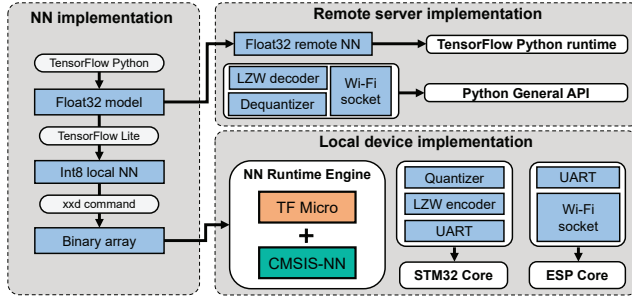 NN implementation
TensorFlow Python
Float32 model
TensorFlow Lite
Int8 local NN
xxd command
Binary array
Remote server implementation
Float32 remote NN
TensorFlow Python runtime
LZW decoder
Dequantizer
Wi-Fi
socket
Python General API
Local device implementation
NN Runtime Engine
TF Micro
+
CMSIS-NN
Quantizer
LZW encoder
UART
STM32 Core
UART
Wi-Fi
socket
ESP Core